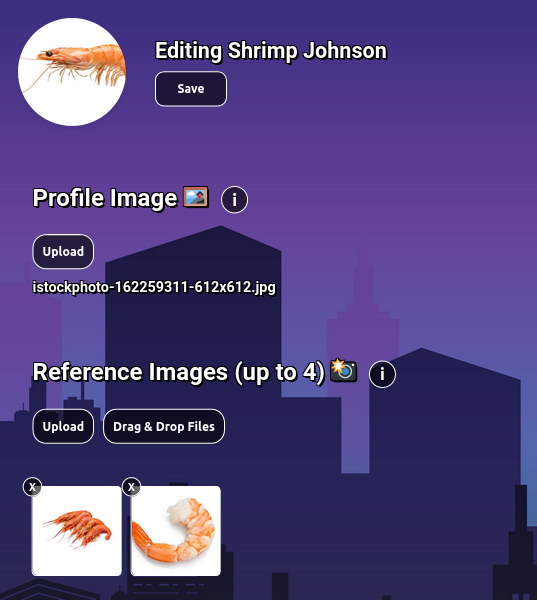 Editing Shrimp Johnson
Save
Profile Image
i
Upload
istockphoto-162259311-612x612.jpg
Reference Images (up to 4)
i
Upload
Drag & Drop Files
X
X